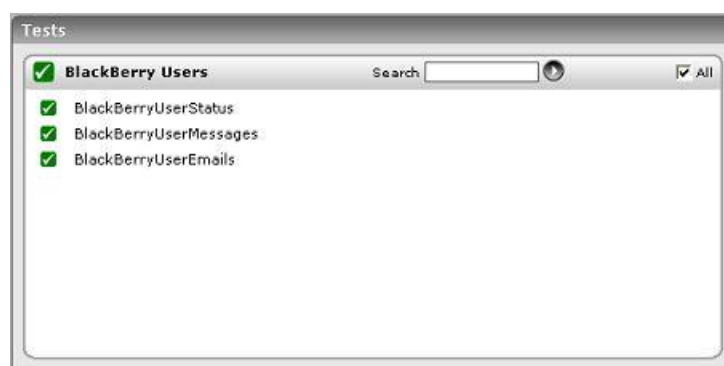 Tests
BlackBerry Users Search All
BlackBerryUserStatus
BlackBerryUserMessages
BlackBerryUserEmails